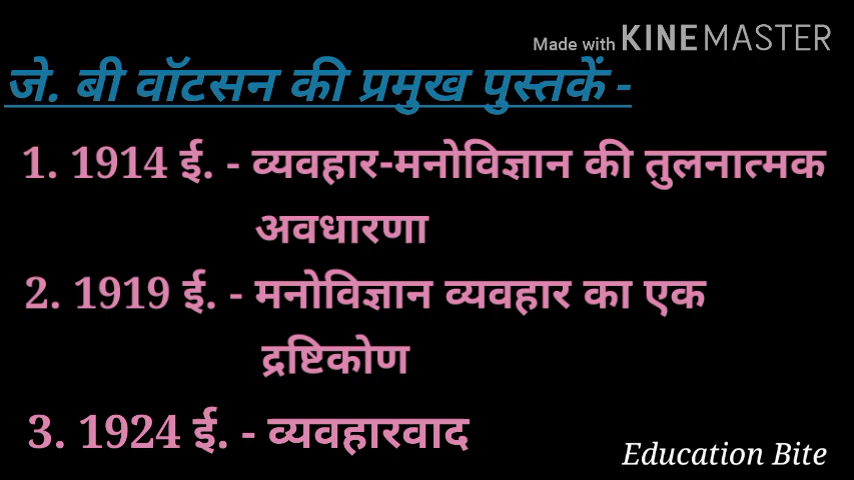 Made with KINEMASTER
जे. बी वॉटसन की प्रमुख पुस्तकें -
1. 1914 ई. - व्यवहार-मनोविज्ञान की तुलनात्मक
अवधारणा
2. 1919 ई. - मनोविज्ञान व्यवहार का एक
द्रष्टिकोण
3. 1924 ई. - व्यवहारवाद
Education Bite